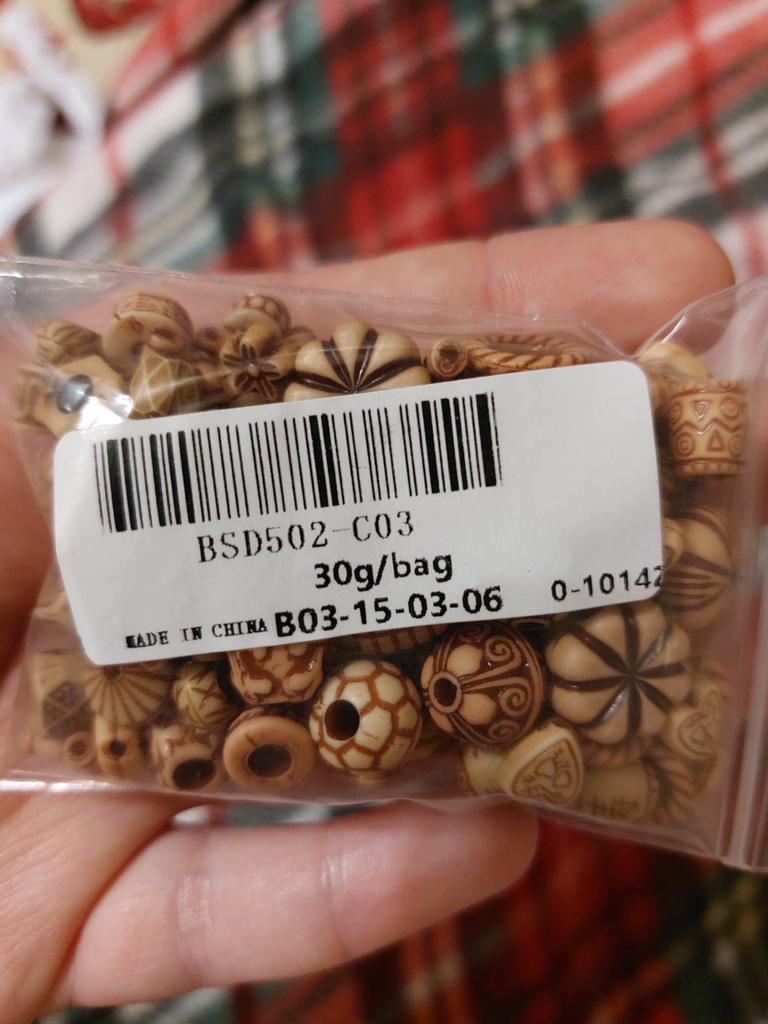 BSD502-C03
30g/bag
MADE IN CHINA B03-15-03-06 0-10142